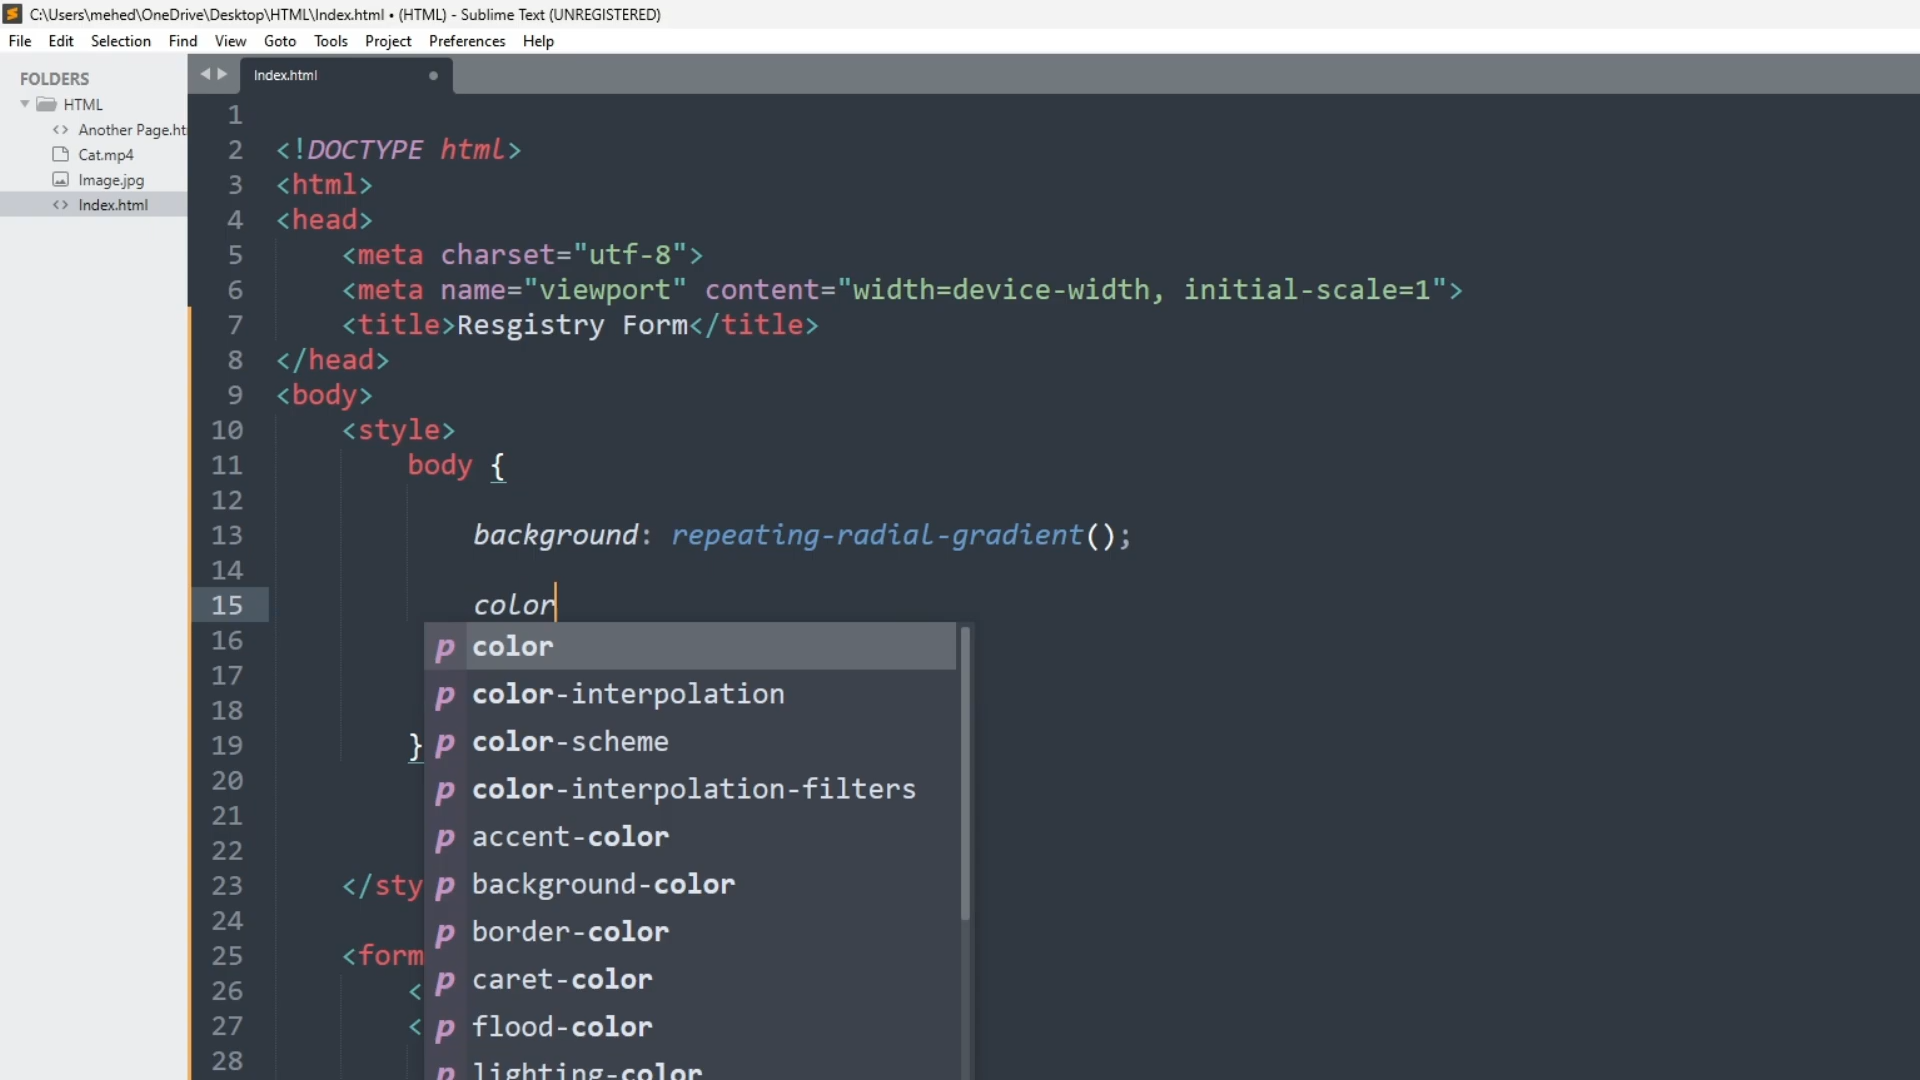 C:\Users\mehed\OneDrive\Desktop\HTML\Index.html • (HTML) - Sublime Text (UNREGISTERED)
File Edit Selection Find View Goto Tools Project Preferences Help
FOLDERS
HTML
Another Page.ht
Cat.mp4
Image.jpg
Index.html
Index.html
1
2 <!DOCTYPE html>
3 <html>
4 <head>
5 <meta charset="utf-8">
6 <meta name="viewport" content="width=device-width, initial-scale=1">
7 <title>Resgistry Form</title>
8 </head>
9 <body>
10 <style>
11 body {
12
13 background: repeating-radial-gradient();
14
15 color
16
17
18
19 }
20
21
22
23 </sty
24
25 <form
26 <
27 <
28
p color
p color-interpolation
p color-scheme
p color-interpolation-filters
p accent-color
p background-color
p border-color
p caret-color
p flood-color
p lighting-color